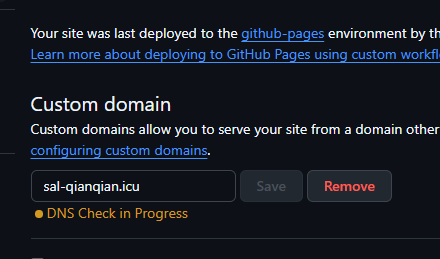 Your site was last deployed to the github-pages environment by th
Learn more about deploying to GitHub Pages using custom workfl
Custom domain
Custom domains allow you to serve your site from a domain other
configuring custom domains.
sal-qianqian.icu Save Remove
DNS Check in Progress